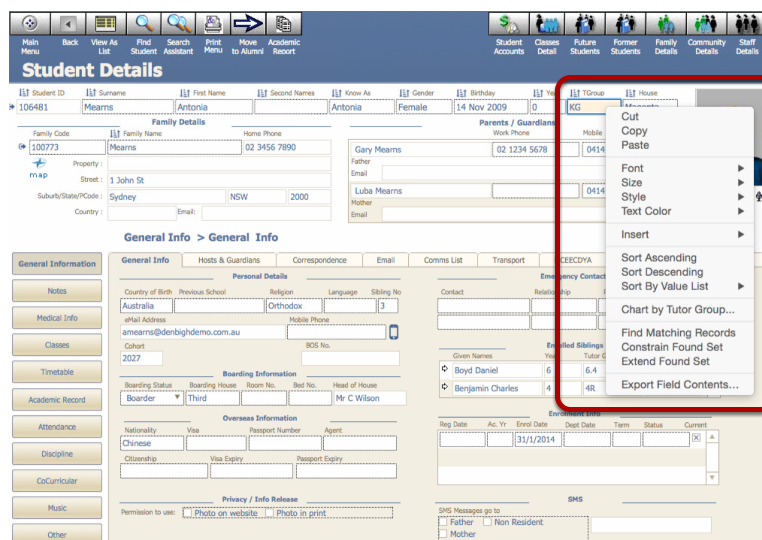 Main Menu
Back
View As List
Find Student
Search Assistant
Print Menu
Move to Alumni
Academic Report
Student Accounts
Classes Detail
Future Students
Former Students
Family Details
Community Details
Staff Details
Student Details
Student ID Surname First Name Second Names Know As Gender Birthday Yea TGroup House
106481 Mearns Antonia Antonia Female 14 Nov 2009 0 KG
Family Details
Family Code Family Name Home Phone
100773 Mearns 02 3456 7890
map
Property :
Street : 1 John St
Suburb/State/PCode : Sydney NSW 2000
Country : Email:
Parents / Guardians
Work Phone Mobile
Gary Mearns 02 1234 5678 0414
Father
Email
Luba Mearns 0414
Mother
Email
General Info > General Info
General Information
Notes
Medical Info
Classes
Timetable
Academic Record
Attendance
Discipline
CoCurricular
Music
Other
General Info Hosts & Guardians Correspondence Email Comms List Transport CEECDYA
Personal Details
Country of Birth Previous School Religion Language Sibling No
Australia Orthodox 3
eMail Address Mobile Phone
amearns@denbighdemo.com.au
Cohort BOS No.
2027
Boarding Information
Boarding Status Boarding House Room No. Bed No. Head of House
Boarder Third Mr C Wilson
Overseas Information
Nationality Visa Passport Number Agent
Chinese
Citizenship Visa Expiry Passport Expiry
Privacy / Info Release
Permission to use: Photo on website Photo in print
Emergency Contact
Contact Relationship
Enrolled Siblings
Given Names Year Tutor G
Boyd Daniel 6 6.4
Benjamin Charles 4 4R
Enrolment Info
Reg Date Ac. Yr Enrol Date Dept Date Term Status Current
31/1/2014
SMS
SMS Messages go to
Father Non Resident
Mother
Cut
Copy
Paste
Font
Size
Style
Text Color
Insert
Sort Ascending
Sort Descending
Sort By Value List
Chart by Tutor Group...
Find Matching Records
Constrain Found Set
Extend Found Set
Export Field Contents...